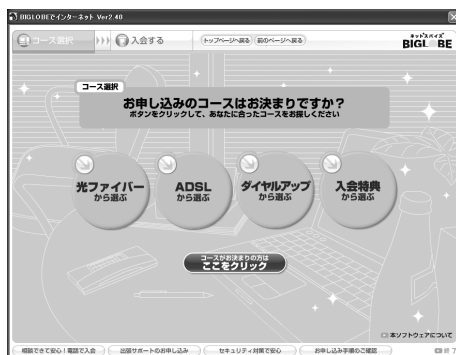 BIGLOBEでインターネット Ver2.40
コース選択
入会する
トップページへ戻る
前のページへ戻る
BIGLOBE
コース選択
お申し込みのコースはお決まりですか？
ボタンをクリックして、あなたに合ったコースをお探しください
光ファイバー
から選ぶ
ADSL
から選ぶ
ダイヤルアップ
から選ぶ
入会特典
から選ぶ
コースがお決まりの方は
ここをクリック
本ソフトウェアについて
相談できて安心！電話で入会
出張サポートのお申し込み
セキュリティ対策で安心
お申し込み手順のご確認
終了